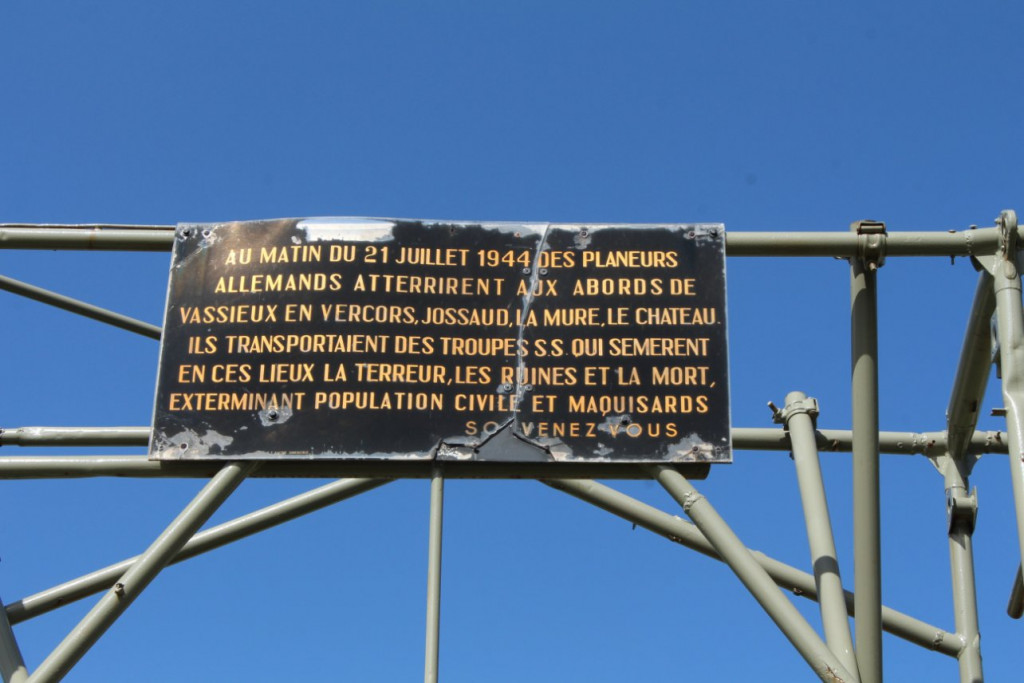 AU MATIN DU 21 JUILLET 1944 DES PLANEURS
ALLEMANDS ATTERRIRENT AUX ABORDS DE
VASSIEUX EN VERCORS, JOSSAUD, LA MURE, LE CHATEAU.
ILS TRANSPORTAIENT DES TROUPES S.S. QUI SEMERENT
EN CES LIEUX LA TERREUR, LES RUINES ET LA MORT,
EXTERMINANT POPULATION CIVILE ET MAQUISARDS
SOUVENEZ VOUS